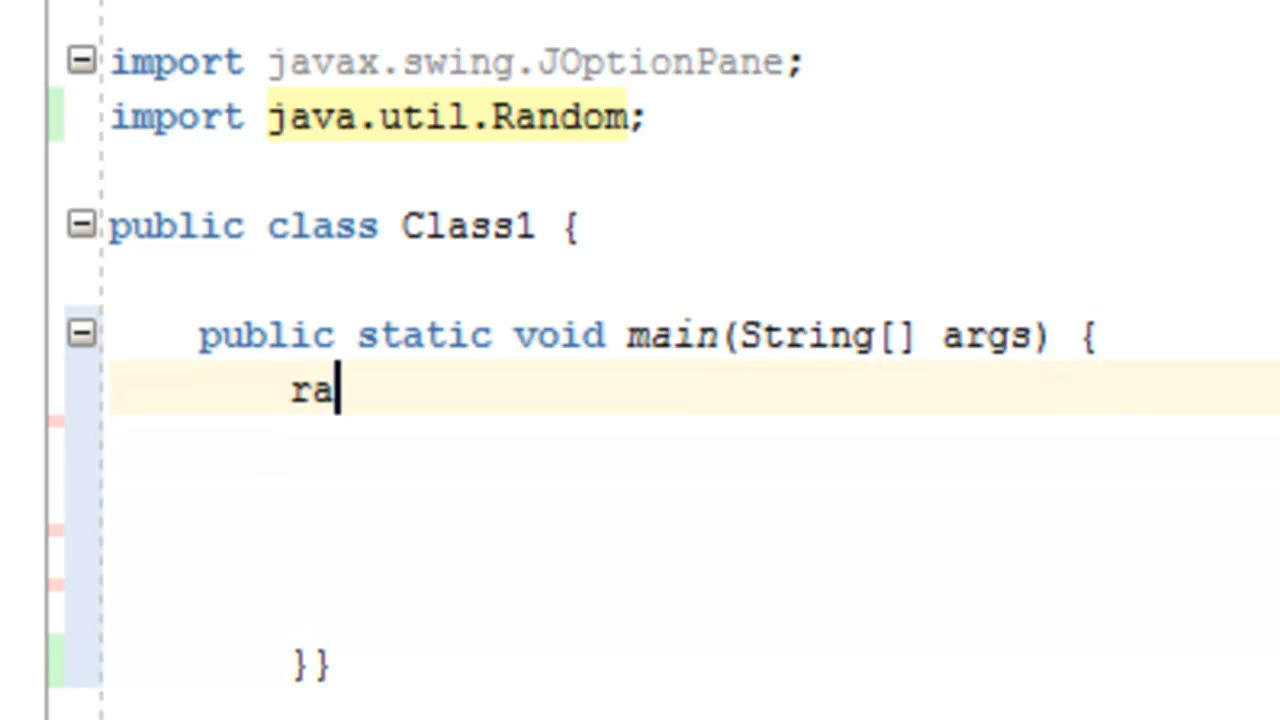 import javax.swing.JOptionPane;
import java.util.Random;
public class Class1 {
public static void main(String[] args) {
ra
}}